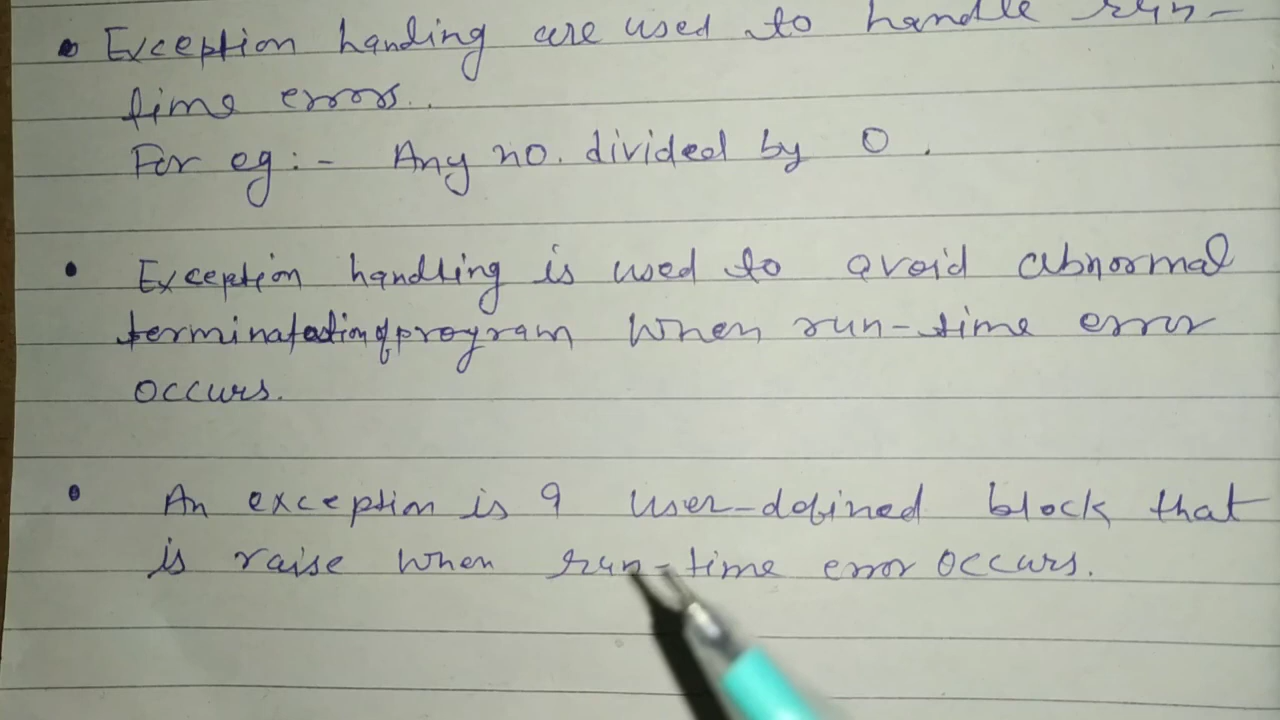 • Exception handing are used to handle run-
time errors..
For eg:- Any no. divided by 0.
• Exception handling is used to avoid abnormal
terminatation of program when run-time error
occurs.
• An exception is a user-defined block that
is raise when run-time error occurs.